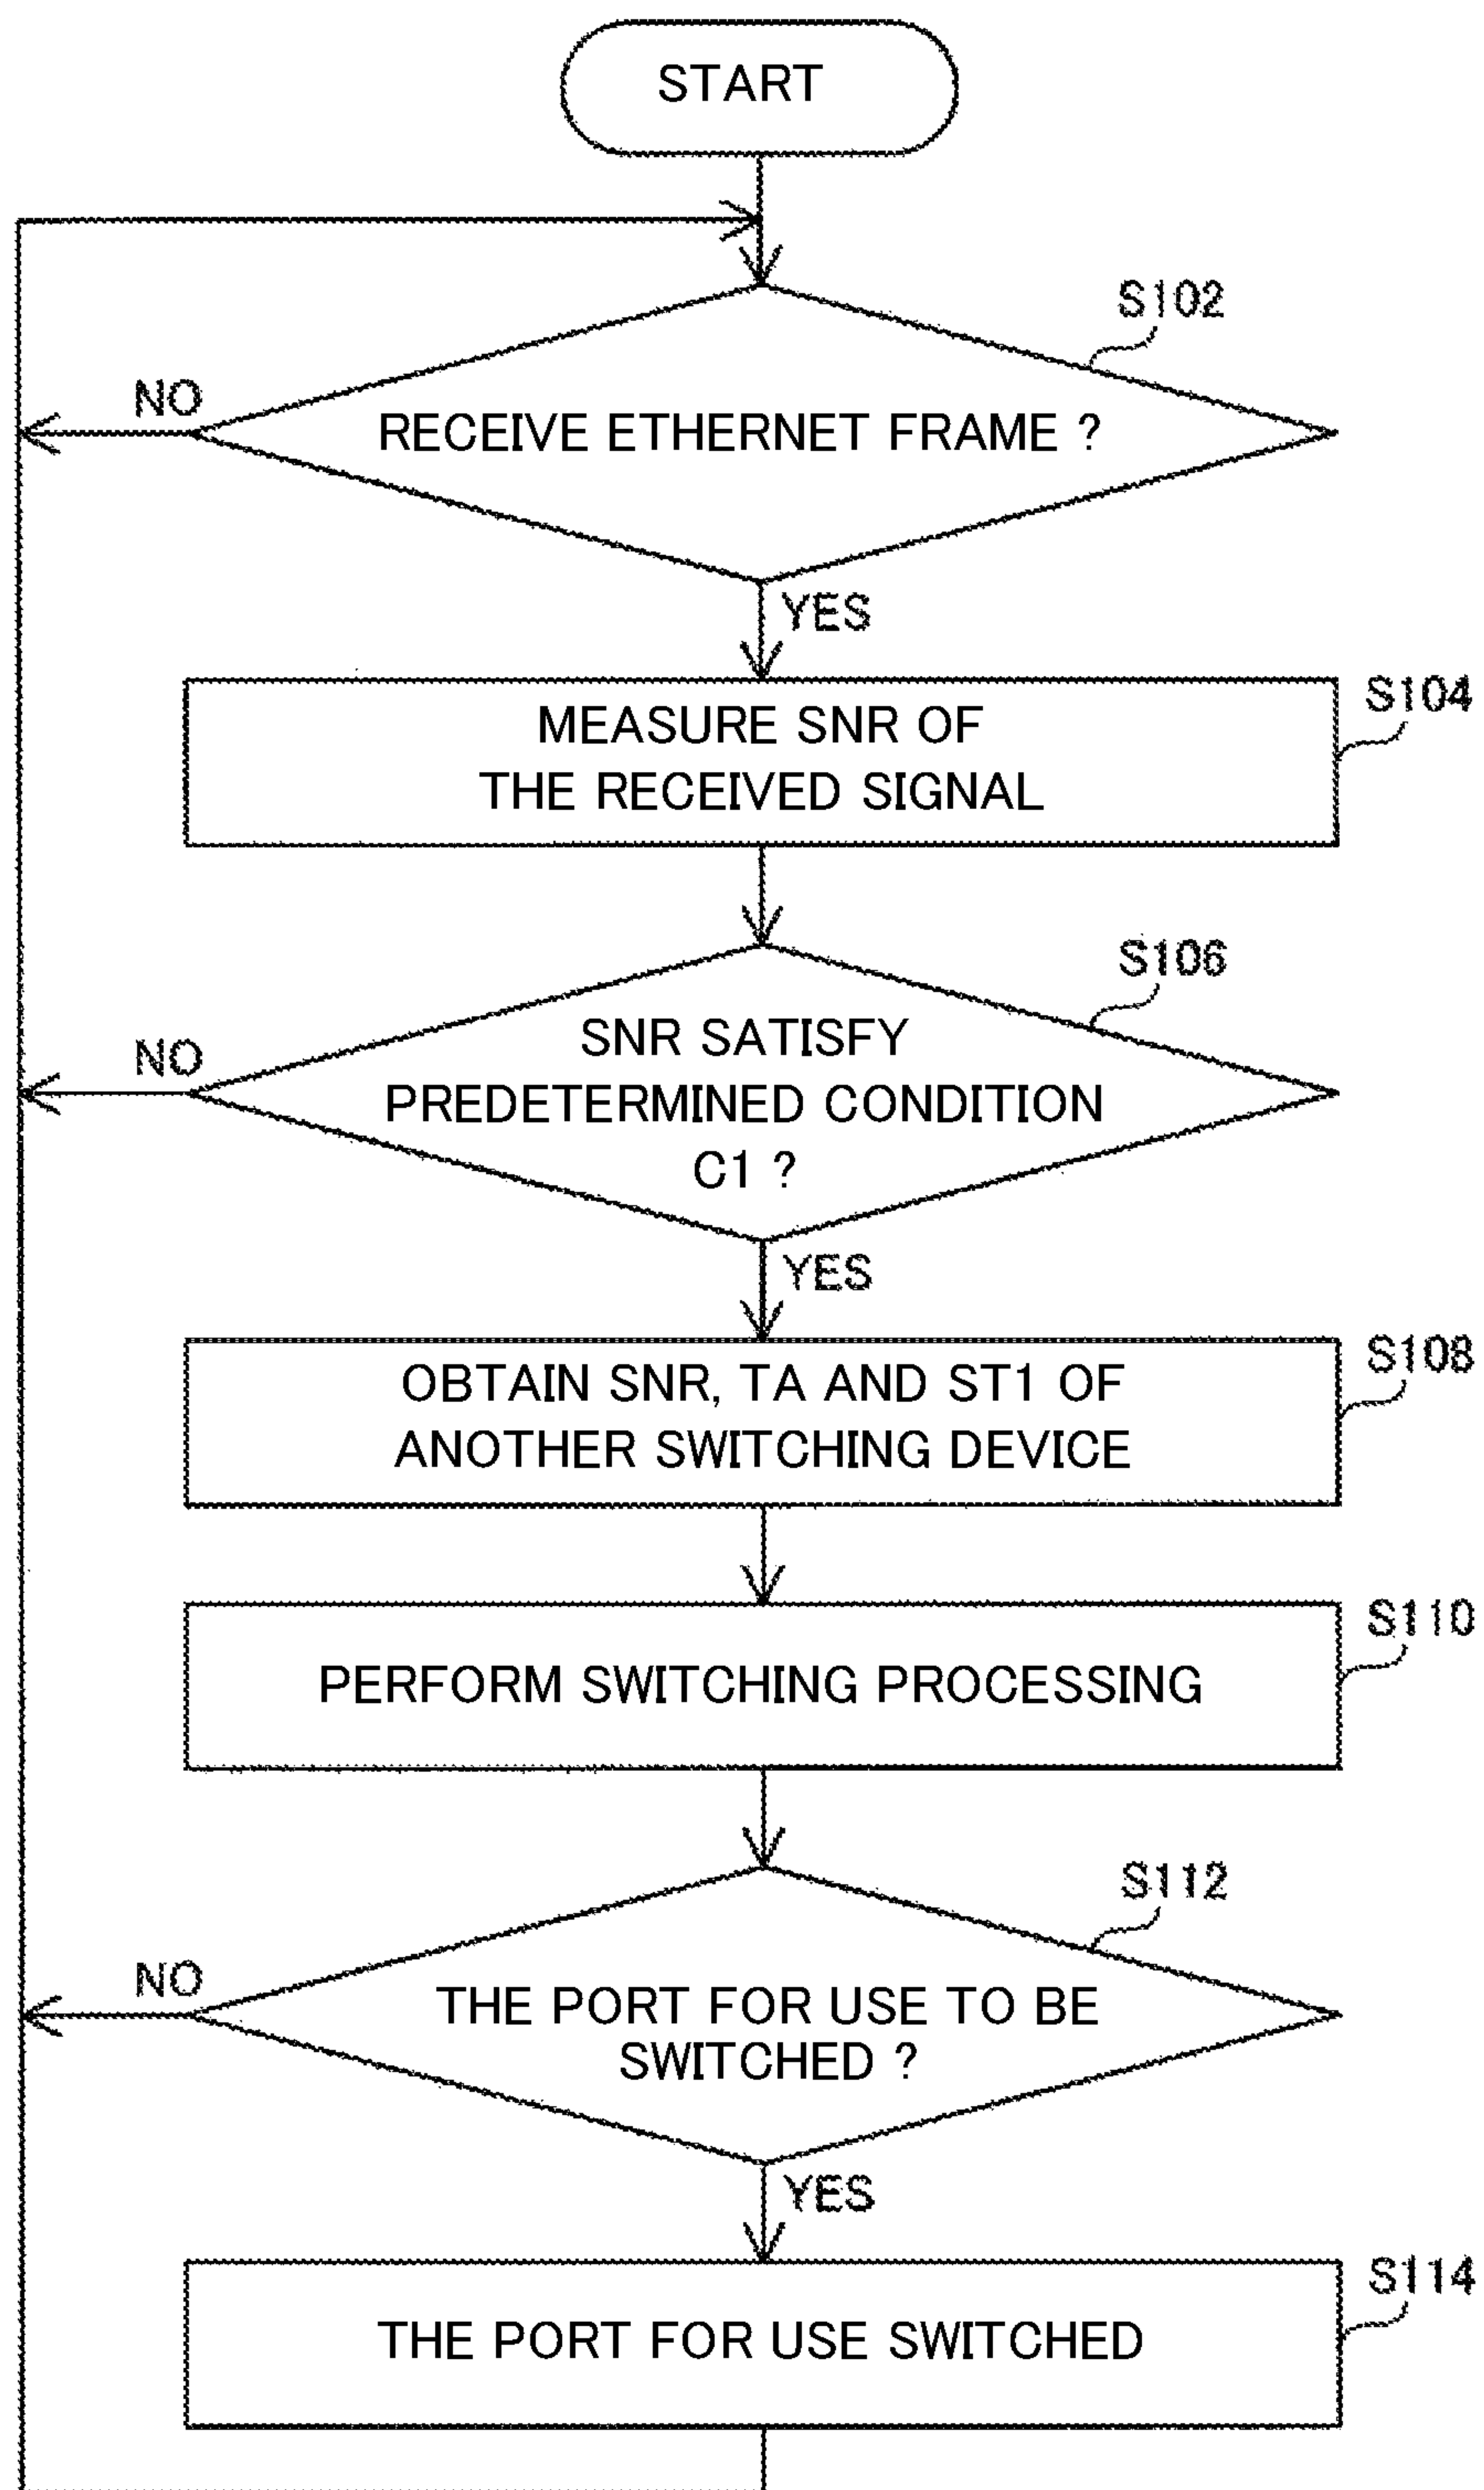 START
S102
NO
RECEIVE ETHERNET FRAME ?
YES
S104
MEASURE SNR OF
THE RECEIVED SIGNAL
S106
NO
SNR SATISFY
PREDETERMINED CONDITION
C1 ?
YES
S108
OBTAIN SNR, TA AND ST1 OF
ANOTHER SWITCHING DEVICE
S110
PERFORM SWITCHING PROCESSING
S112
NO
THE PORT FOR USE TO BE
SWITCHED ?
YES
S114
THE PORT FOR USE SWITCHED